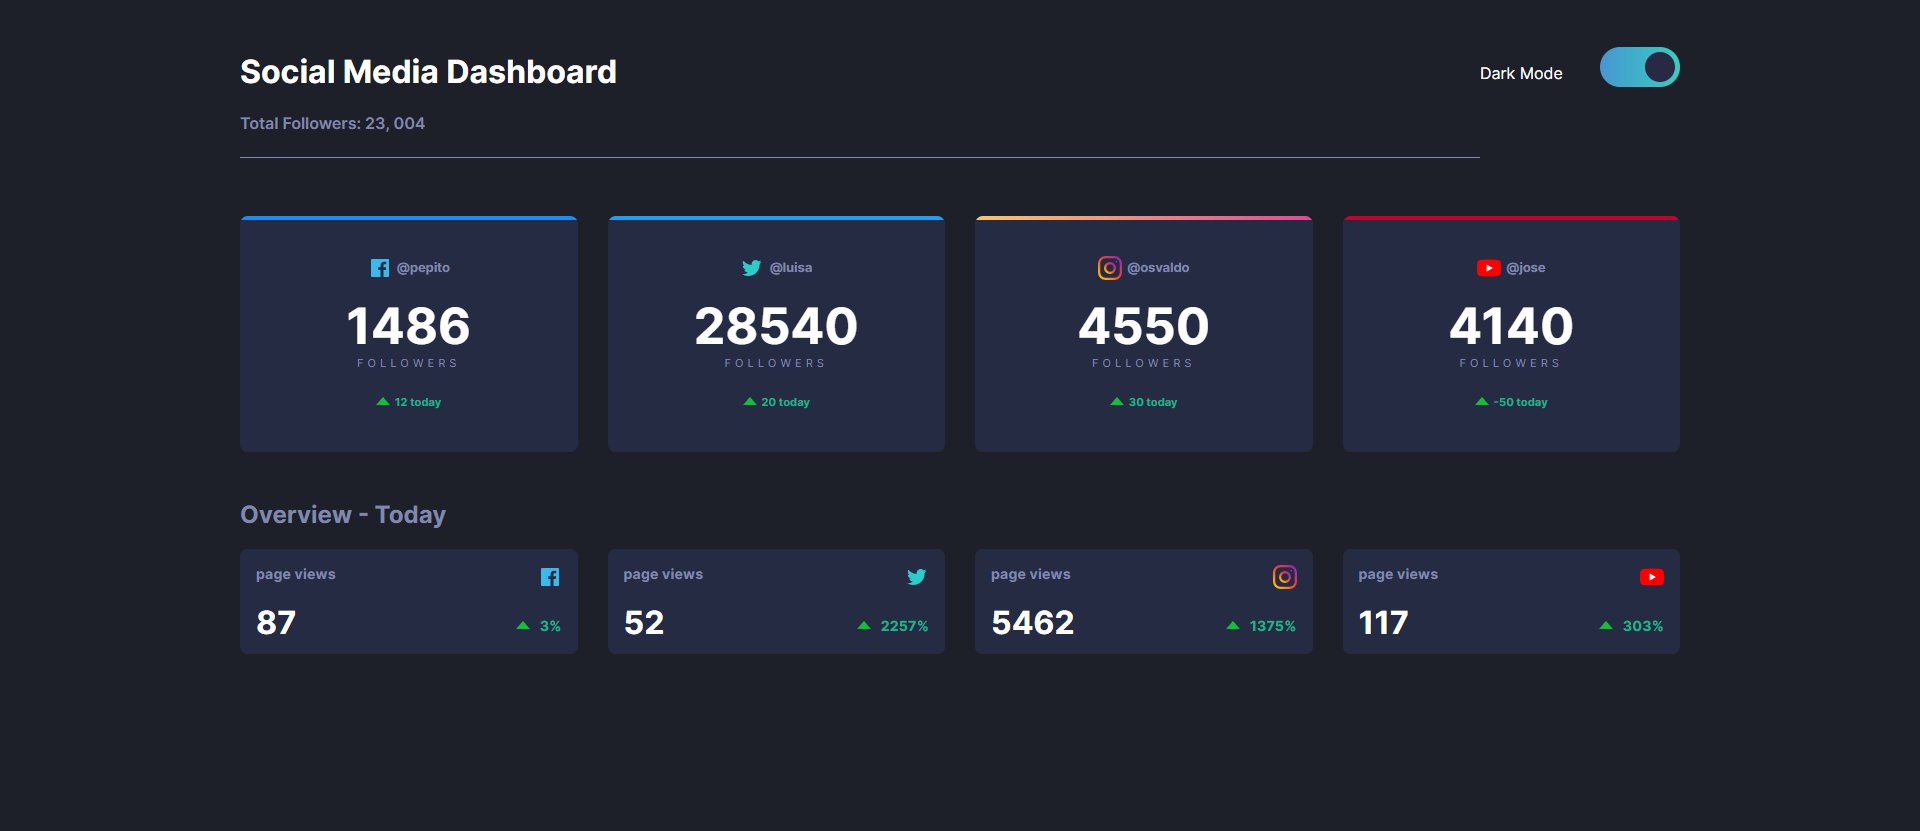 Social Media Dashboard
Dark Mode
Total Followers: 23, 004
@pepito
1486
FOLLOWERS
12 today
@luisa
28540
FOLLOWERS
20 today
@osvaldo
4550
FOLLOWERS
30 today
@jose
4140
FOLLOWERS
-50 today
Overview - Today
page views
87
3%
page views
52
2257%
page views
5462
1375%
page views
117
303%